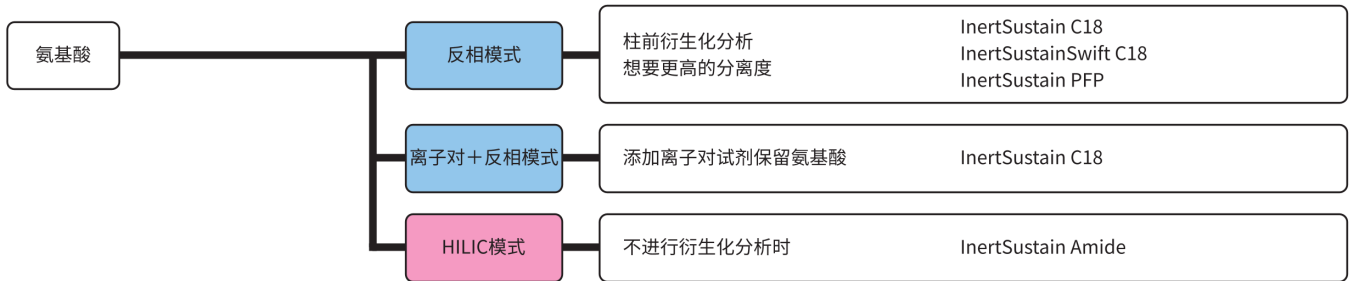 氨基酸
反相模式
柱前衍生化分析
想要更高的分离度
InertSustain C18
InertSustainSwift C18
InertSustain PFP
离子对＋反相模式
添加离子对试剂保留氨基酸
InertSustain C18
HILIC模式
不进行衍生化分析时
InertSustain Amide